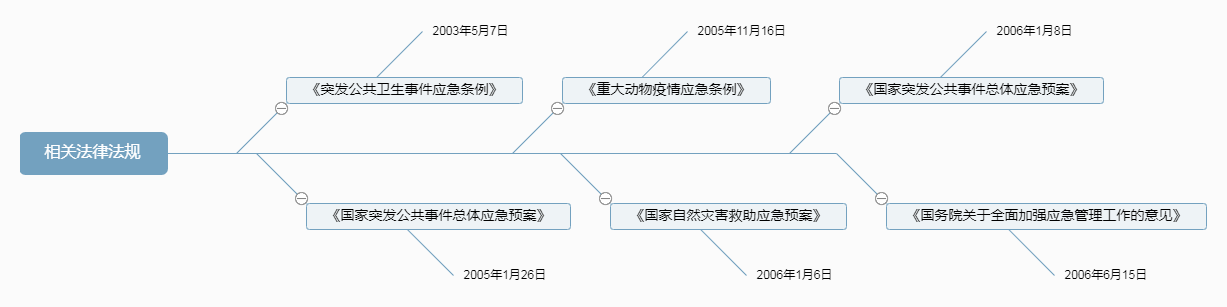 2003年5月7日
2005年11月16日
2006年1月8日
《突发公共卫生事件应急条例》
《重大动物疫情应急条例》
《国家突发公共事件总体应急预案》
相关法律法规
《国家突发公共事件总体应急预案》
《国家自然灾害救助应急预案》
《国务院关于全面加强应急管理工作的意见》
2005年1月26日
2006年1月6日
2006年6月15日